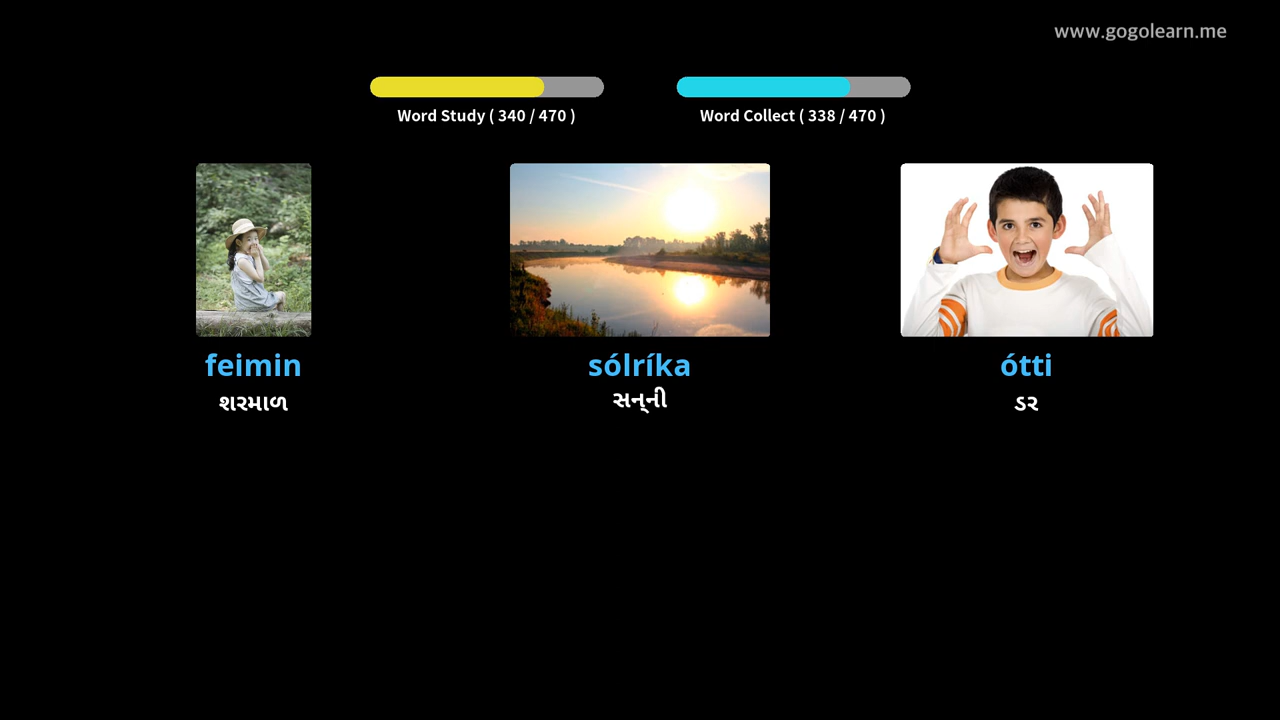 www.gogolearn.me
Word Study ( 340 / 470 )
Word Collect ( 338 / 470 )
feimin
શરમાળ
sólríka
સન્ની
ótti
ડર